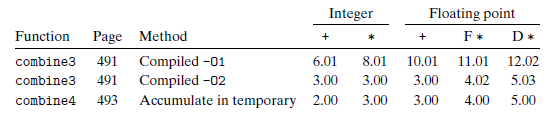 Integer Floating point
Function Page Method + * + F * D *
combine3 491 Compiled -O1 6.01 8.01 10.01 11.01 12.02
combine3 491 Compiled -O2 3.00 3.00 3.00 4.02 5.03
combine4 493 Accumulate in temporary 2.00 3.00 3.00 4.00 5.00